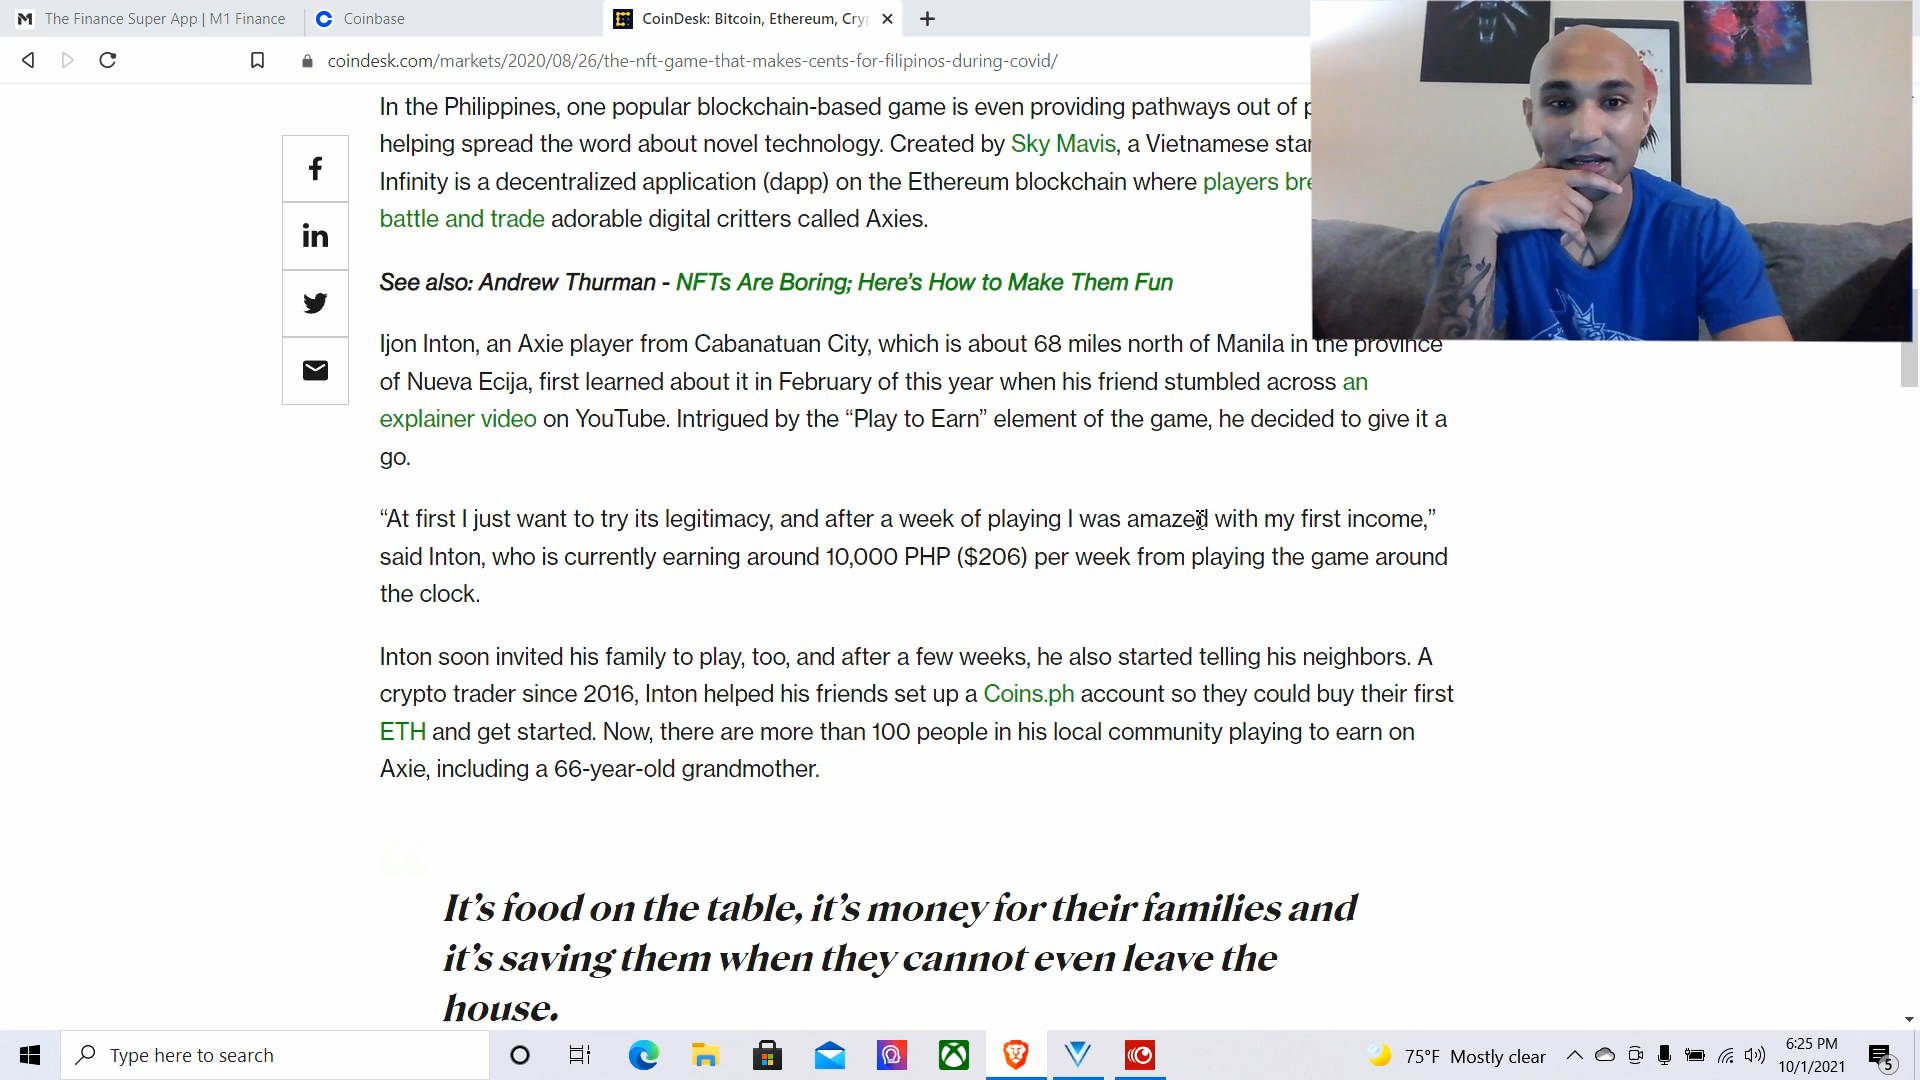 The Finance Super App | M1 Finance
Coinbase
CoinDesk: Bitcoin, Ethereum, Cry
coindesk.com/markets/2020/08/26/the-nft-game-that-makes-cents-for-filipinos-during-covid/
In the Philippines, one popular blockchain-based game is even providing pathways out of
helping spread the word about novel technology. Created by Sky Mavis, a Vietnamese
Infinity is a decentralized application (dapp) on the Ethereum blockchain where players
battle and trade adorable digital critters called Axies.
See also: Andrew Thurman - NFTs Are Boring; Here's How to Make Them Fun
Ijon Inton, an Axie player from Cabanatuan City, which is about 68 miles north of Manila in the province
of Nueva Ecija, first learned about it in February of this year when his friend stumbled across an
explainer video on YouTube. Intrigued by the “Play to Earn” element of the game, he decided to give it a
go.
“At first I just want to try its legitimacy, and after a week of playing I was amazed with my first income,”
said Inton, who is currently earning around 10,000 PHP ($206) per week from playing the game around
the clock.
Inton soon invited his family to play, too, and after a few weeks, he also started telling his neighbors. A
crypto trader since 2016, Inton helped his friends set up a Coins.ph account so they could buy their first
ETH and get started. Now, there are more than 100 people in his local community playing to earn on
Axie, including a 66-year-old grandmother.
It's food on the table, it's money for their families and
it's saving them when they cannot even leave the
house.
Type here to search
75°F Mostly clear
6:25 PM
10/1/2021
5